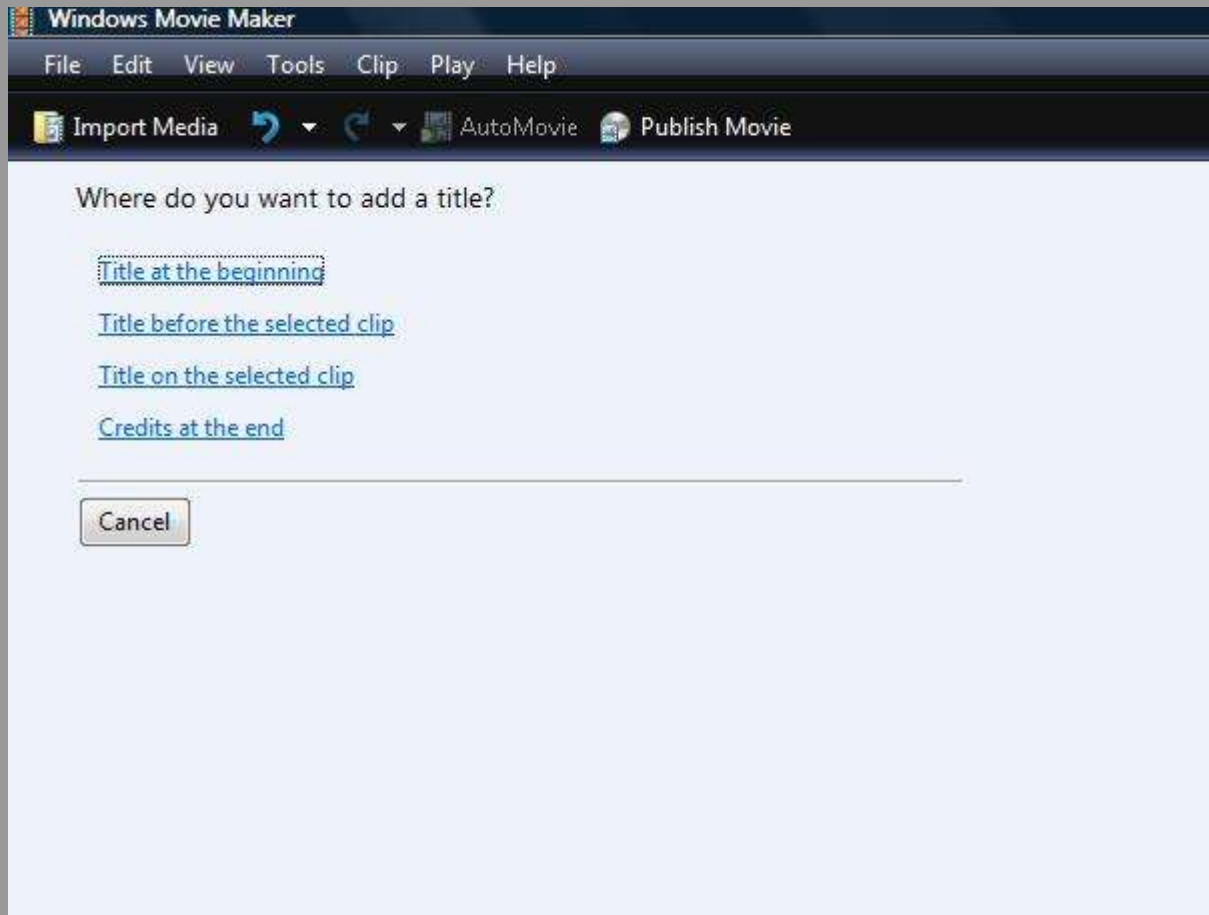 Windows Movie Maker
File Edit View Tools Clip Play Help
Import Media AutoMovie Publish Movie
Where do you want to add a title?
Title at the beginning
Title before the selected clip
Title on the selected clip
Credits at the end
Cancel